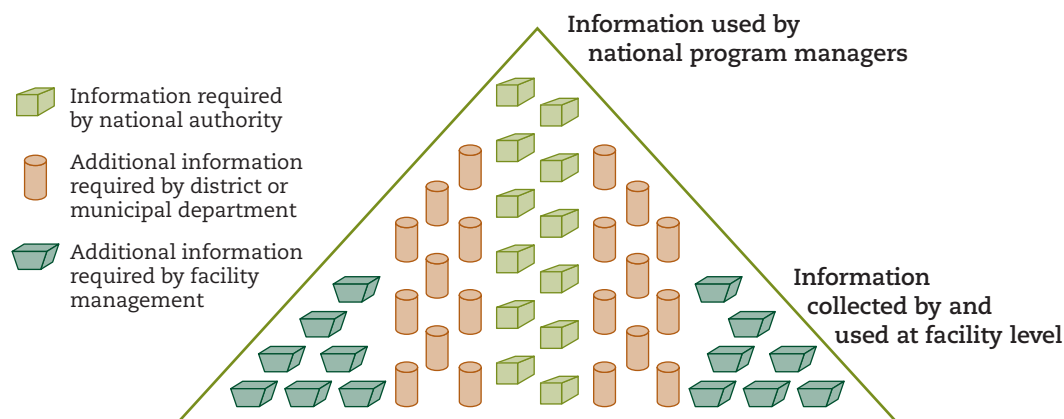 Information used by
national program managers
Information required
by national authority
Additional information
required by district or
municipal department
Additional information
required by facility
management
Information
collected by and
used at facility level